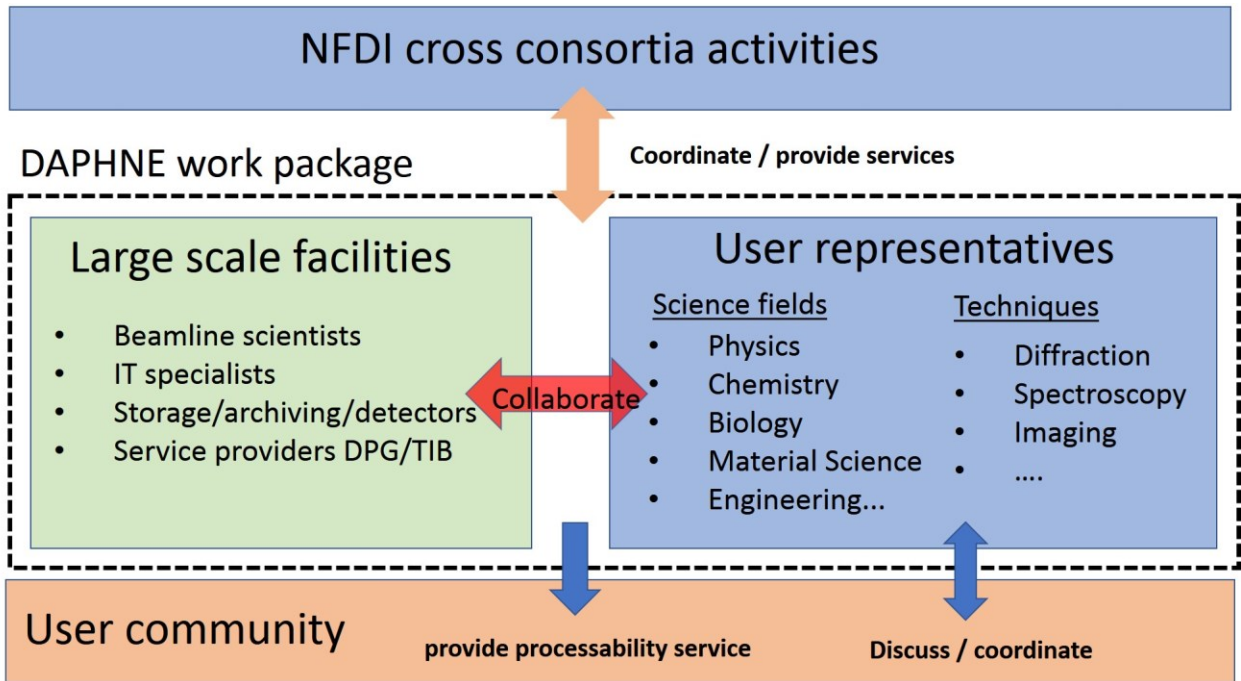 NFDI cross consortia activities
Coordinate / provide services
DAPHNE work package
Large scale facilities
• Beamline scientists
• IT specialists
• Storage/archiving/detectors
• Service providers DPG/TIB
Collaborate
User representatives
Science fields
• Physics
• Chemistry
• Biology
• Material Science
• Engineering...
Techniques
• Diffraction
• Spectroscopy
• Imaging
• ....
User community
provide processability service
Discuss / coordinate